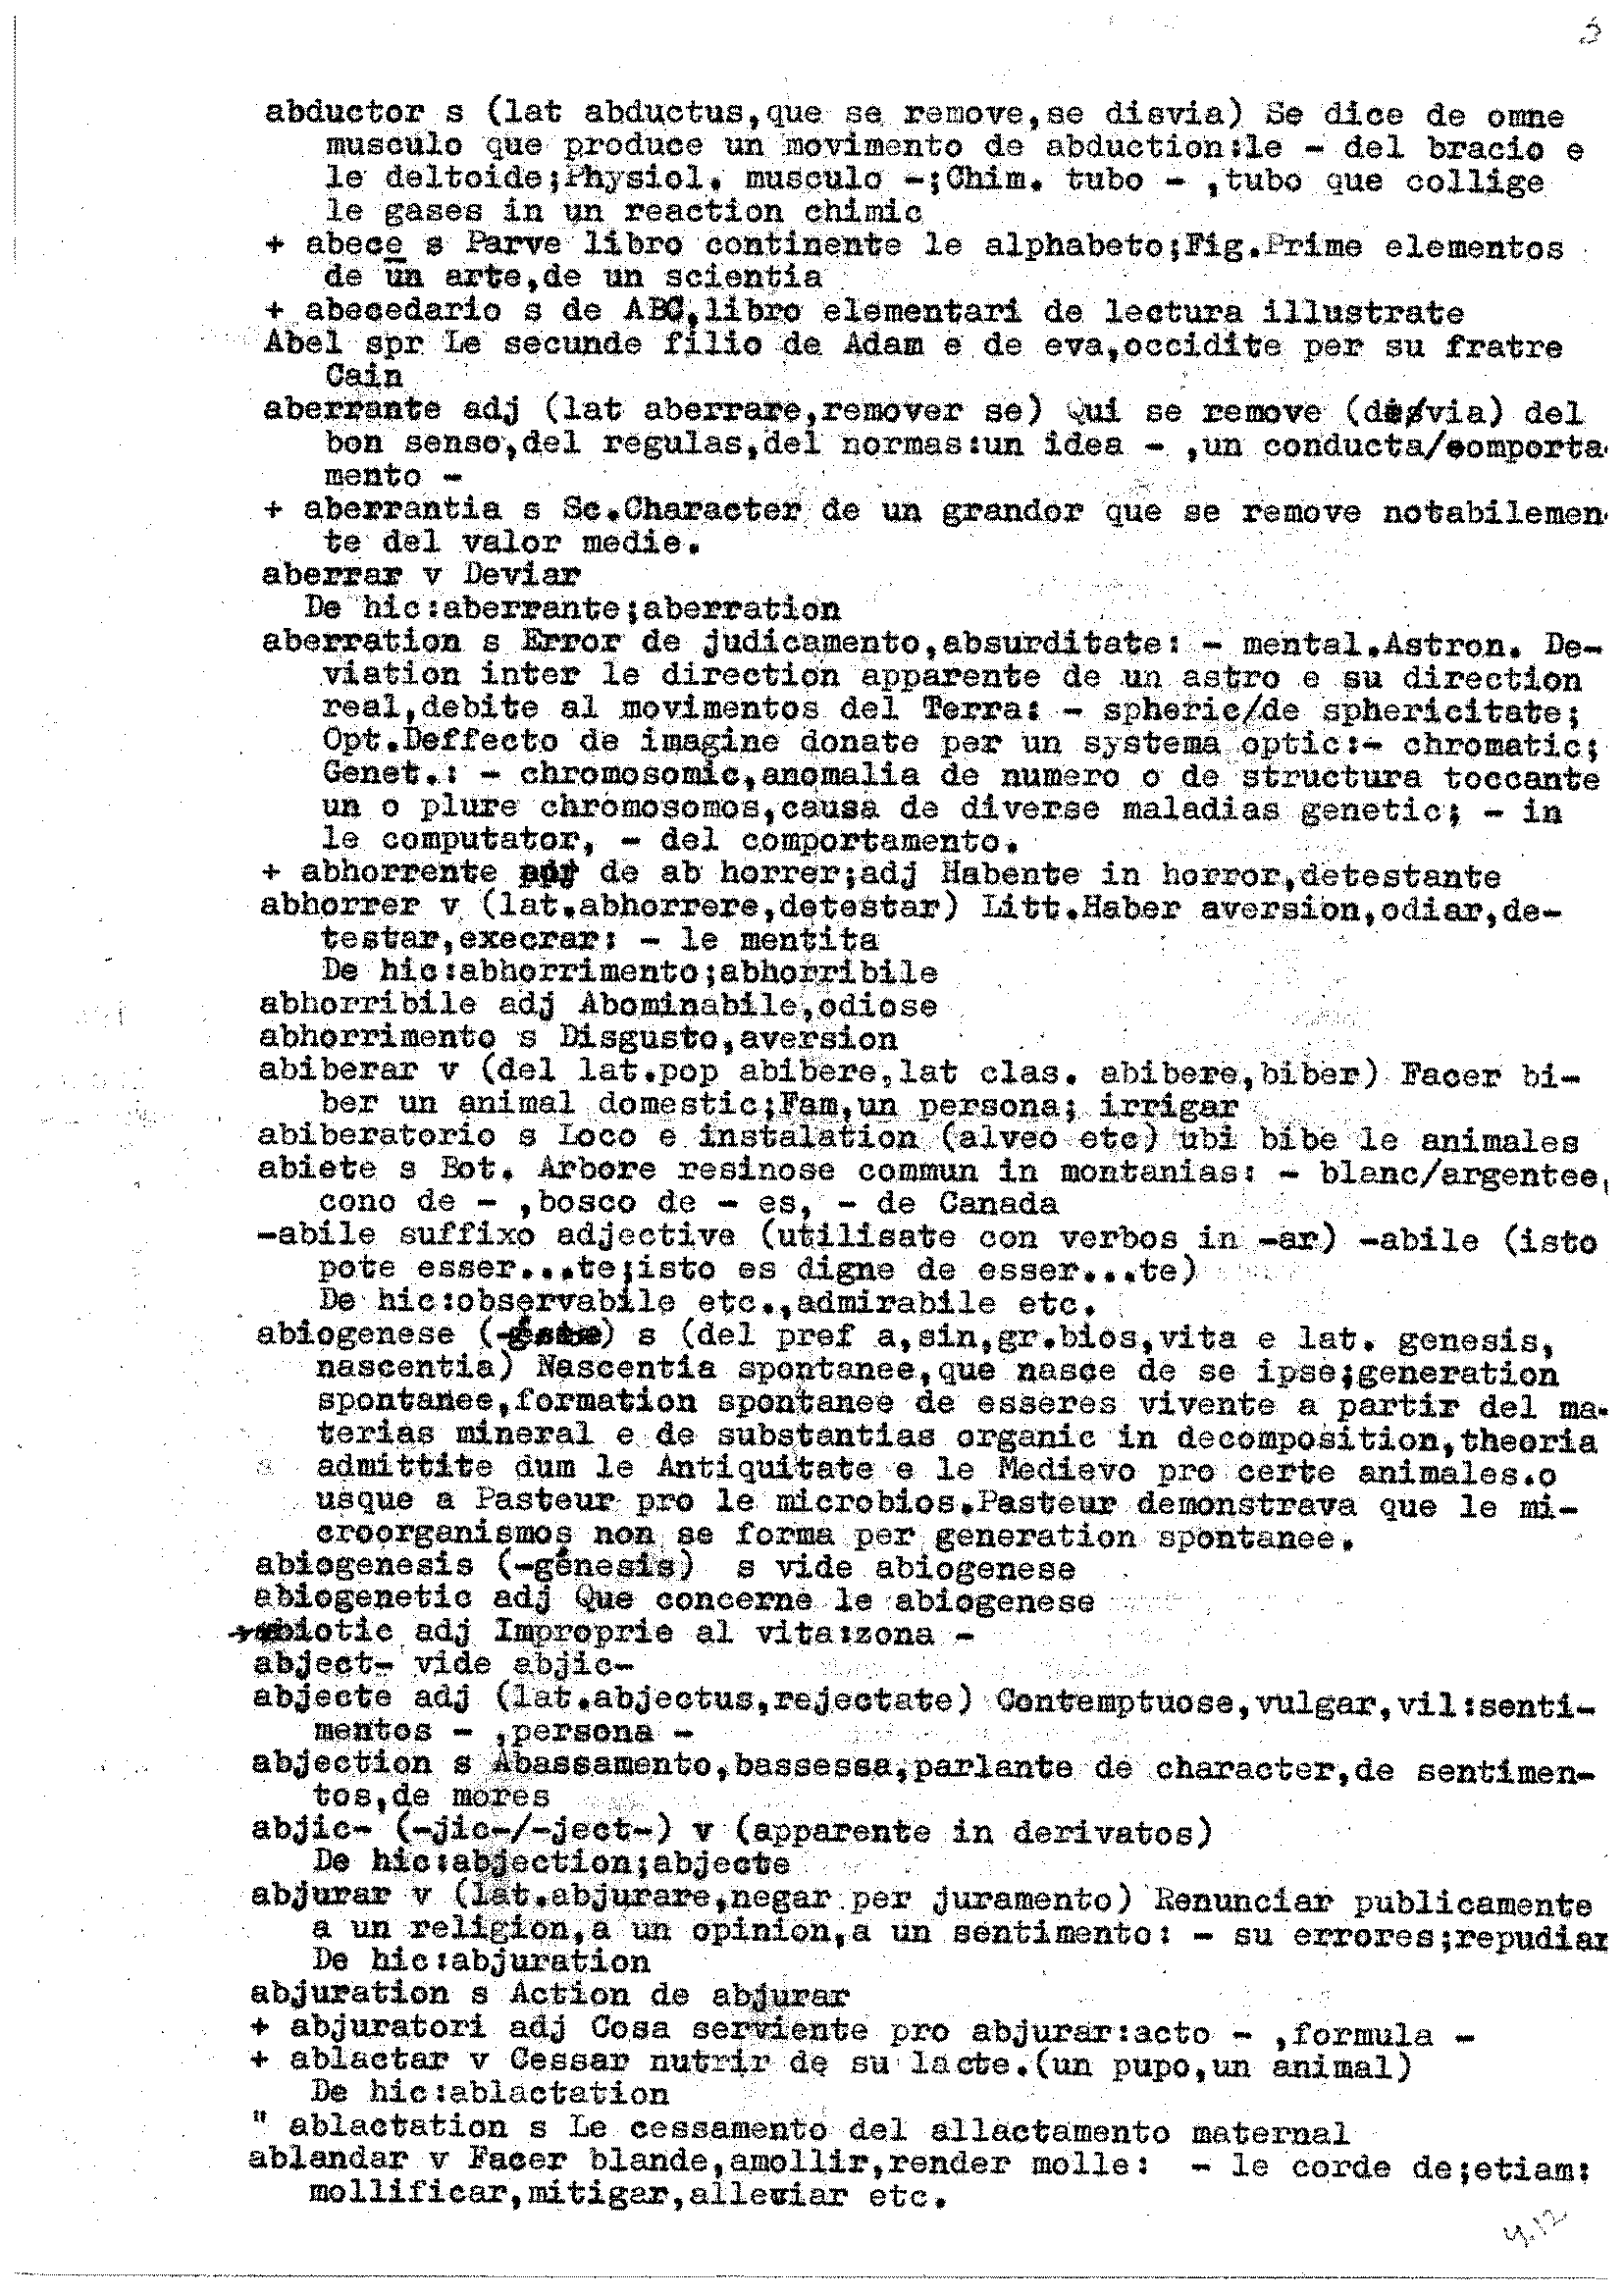 3
abductor s (lat abductus,que se remove,se disvia) Se dice de omne
musculo que produce un movimento de abduction:le - del bracio e
le deltoide;Physiol. musculo -;Chim. tubo - ,tubo que collige
le gases in un reaction chimic
+ abece s Parve libro continente le alphabeto;Fig.Prime elementos
de un arte,de un scientia
+ abecedario s de ABC,libro elementari de lectura illustrate
Abel spr Le secunde filio de Adam e de eva,occidite per su fratre
Cain
aberrante adj (lat aberrare,remover se) Qui se remove (dis/via) del
bon senso,del regulas,del normas:un idea - ,un conducta/comporta-
mento -
+ aberrantia s Sc.Character de un grandor que se remove notabilemen-
te del valor medie.
aberrar v Deviar
De hic:aberrante;aberration
aberration s Error de judicamento,absurditate: - mental.Astron. De-
viation inter le direction apparente de un astro e su direction
real,debite al movimentos del Terra: - spheric/de sphericitate;
Opt.Deffecto de imagine donate per un systema optic:- chromatic;
Genet.: - chromosomic,anomalia de numero o de structura toccante
un o plure chromosomos,causa de diverse maladias genetic; - in
le computator, - del comportamento.
+ abhorrente adj de ab horrer;adj Habente in horror,detestante
abhorrer v (lat.abhorrere,detestar) Litt.Haber aversion,odiar,de-
testar,execrar: - le mentita
De hic:abhorrimento;abhorribile
abhorribile adj Abominabile,odiose
abhorrimento s Disgusto,aversion
abiberar v (del lat.pop abibere,lat clas. abibere,biber) Facer bi-
ber un animal domestic;Fam,un persona; irrigar
abiberatorio s Loco e instalation (alveo etc) ubi bibe le animales
abiete s Bot. Arbore resinose commun in montanias: - blanc/argentee,
cono de - ,bosco de - es, - de Canada
-abile suffixo adjective (utilisate con verbos in -ar) -abile (isto
pote esser...te;isto es digne de esser...te)
De hic:observabile etc.,admirabile etc.
abiogenese s (del pref a,sin,gr.bios,vita e lat. genesis,
nascentia) Nascentia spontanee,que nasce de se ipse;generation
spontanee,formation spontanee de esseres vivente a partir del ma-
terias mineral e de substantias organic in decomposition,theoria
admittite dum le Antiquitate e le Medievo pro certe animales.o
usque a Pasteur pro le microbios.Pasteur demonstrava que le mi-
croorganismos non se forma per generation spontanee.
abiogenesis (-génesis) s vide abiogenese
abiogenetic adj Que concerne le abiogenese
+ abiotic adj Improprie al vita:zona -
abject- vide abjic-
abjecte adj (lat.abjectus,rejectate) Contemptuose,vulgar,vil:senti-
mentos - ,persona -
abjection s Abassamento,bassessa,parlante de character,de sentimen-
tos,de mores
abjic- (-jic-/-ject-) v (apparente in derivatos)
De hic:abjection;abjecte
abjurar v (lat.abjurare,negar per juramento) Renunciar publicamente
a un religion,a un opinion,a un sentimento: - su errores;repudiar
De hic:abjuration
abjuration s Action de abjurar
+ abjuratori adj Cosa serviente pro abjurar:acto - ,formula -
+ ablactar v Cessar nutrir de su lacte.(un pupo,un animal)
De hic:ablactation
" ablactation s Le cessamento del allactamento maternal
ablandar v Facer blande,amollir,render molle: - le corde de;etiam:
mollificar,mitigar,alleviar etc.
4.12